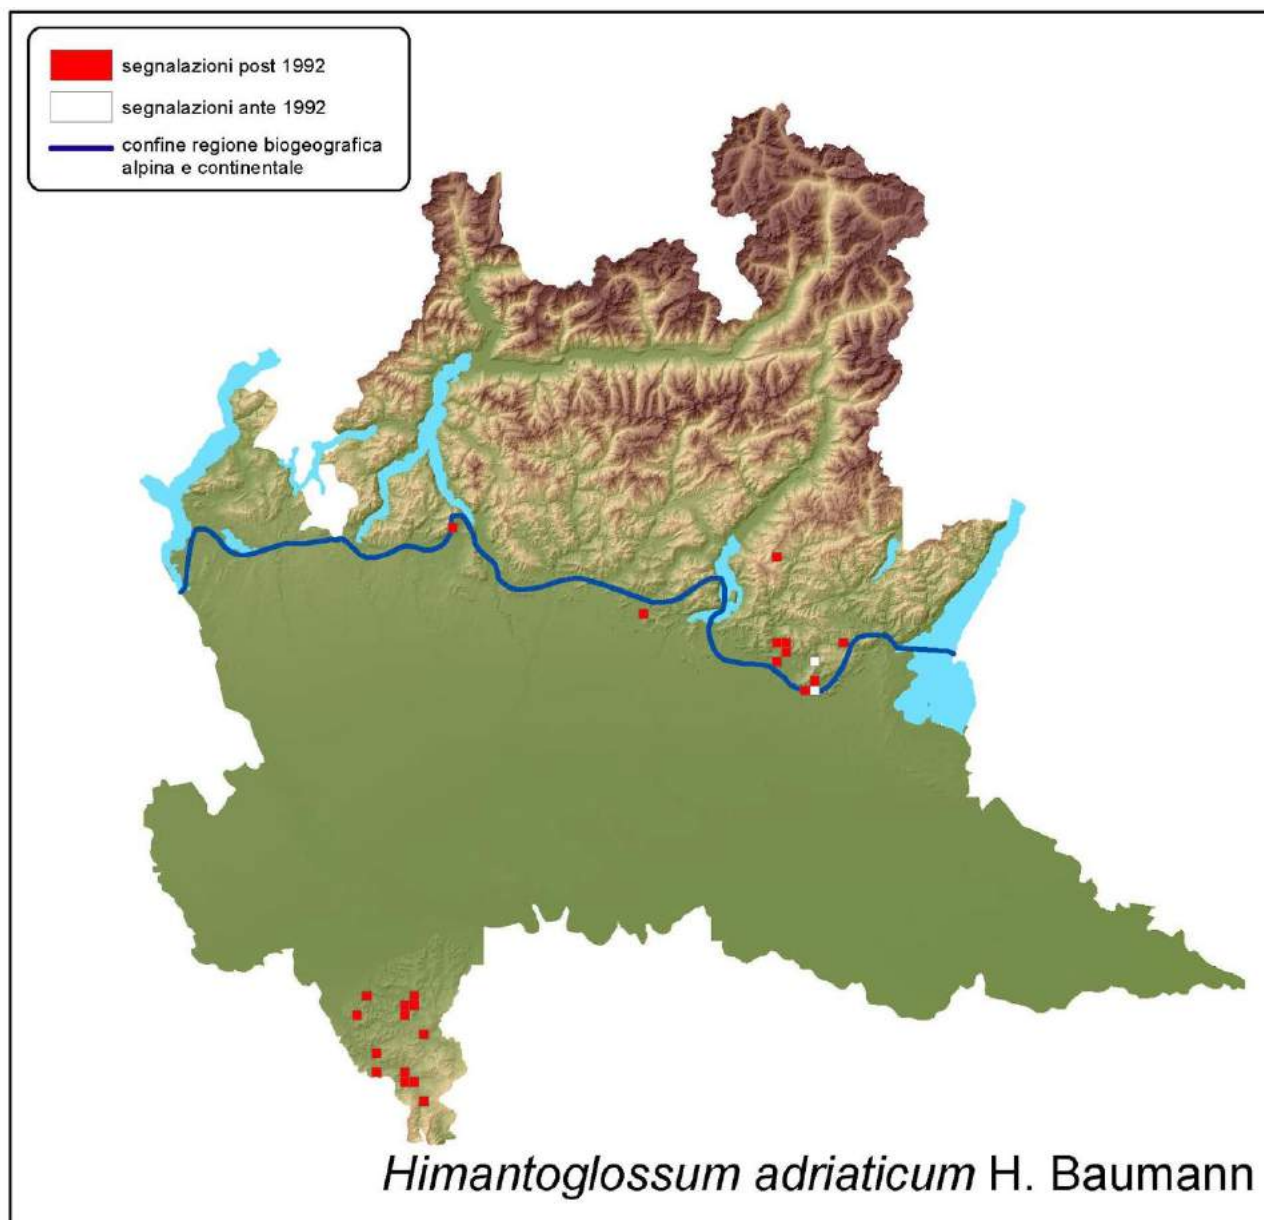 segnalazioni post 1992
segnalazioni ante 1992
confine regione biogeografica
alpina e continentale
Himantoglossum adriaticum H. Baumann